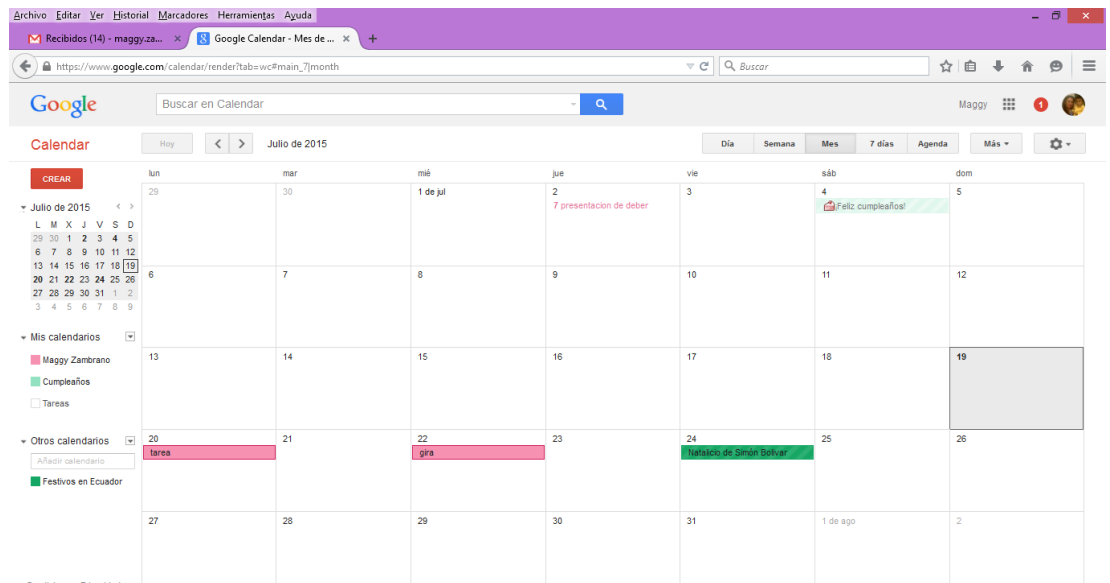 Archivo Editar Ver Historial Marcadores Herramientas Ayuda
Recibidos (14) - maggy.za... × Google Calendar - Mes de ... × +
https://www.google.com/calendar/render?tab=wc#main_7|month
Buscar
Google
Buscar en Calendar
Maggy
1
Calendar
Hoy
Julio de 2015
Día Semana Mes 7 días Agenda
Más
CREAR
Julio de 2015
L M X J V S D
29 30 1 2 3 4 5
6 7 8 9 10 11 12
13 14 15 16 17 18 19
20 21 22 23 24 25 26
27 28 29 30 31 1 2
3 4 5 6 7 8 9
Mis calendarios
Maggy Zambrano
Cumpleaños
Tareas
Otros calendarios
Añadir calendario
Festivos en Ecuador
lun mar mié jue vie sáb dom
29 30 1 de jul 2 3 4 5
7 presentacion de deber
¡Feliz cumpleaños!
6 7 8 9 10 11 12
13 14 15 16 17 18 19
20 21 22 23 24 25 26
tarea
gira
Natalicio de Simón Bolívar
27 28 29 30 31 1 de ago 2